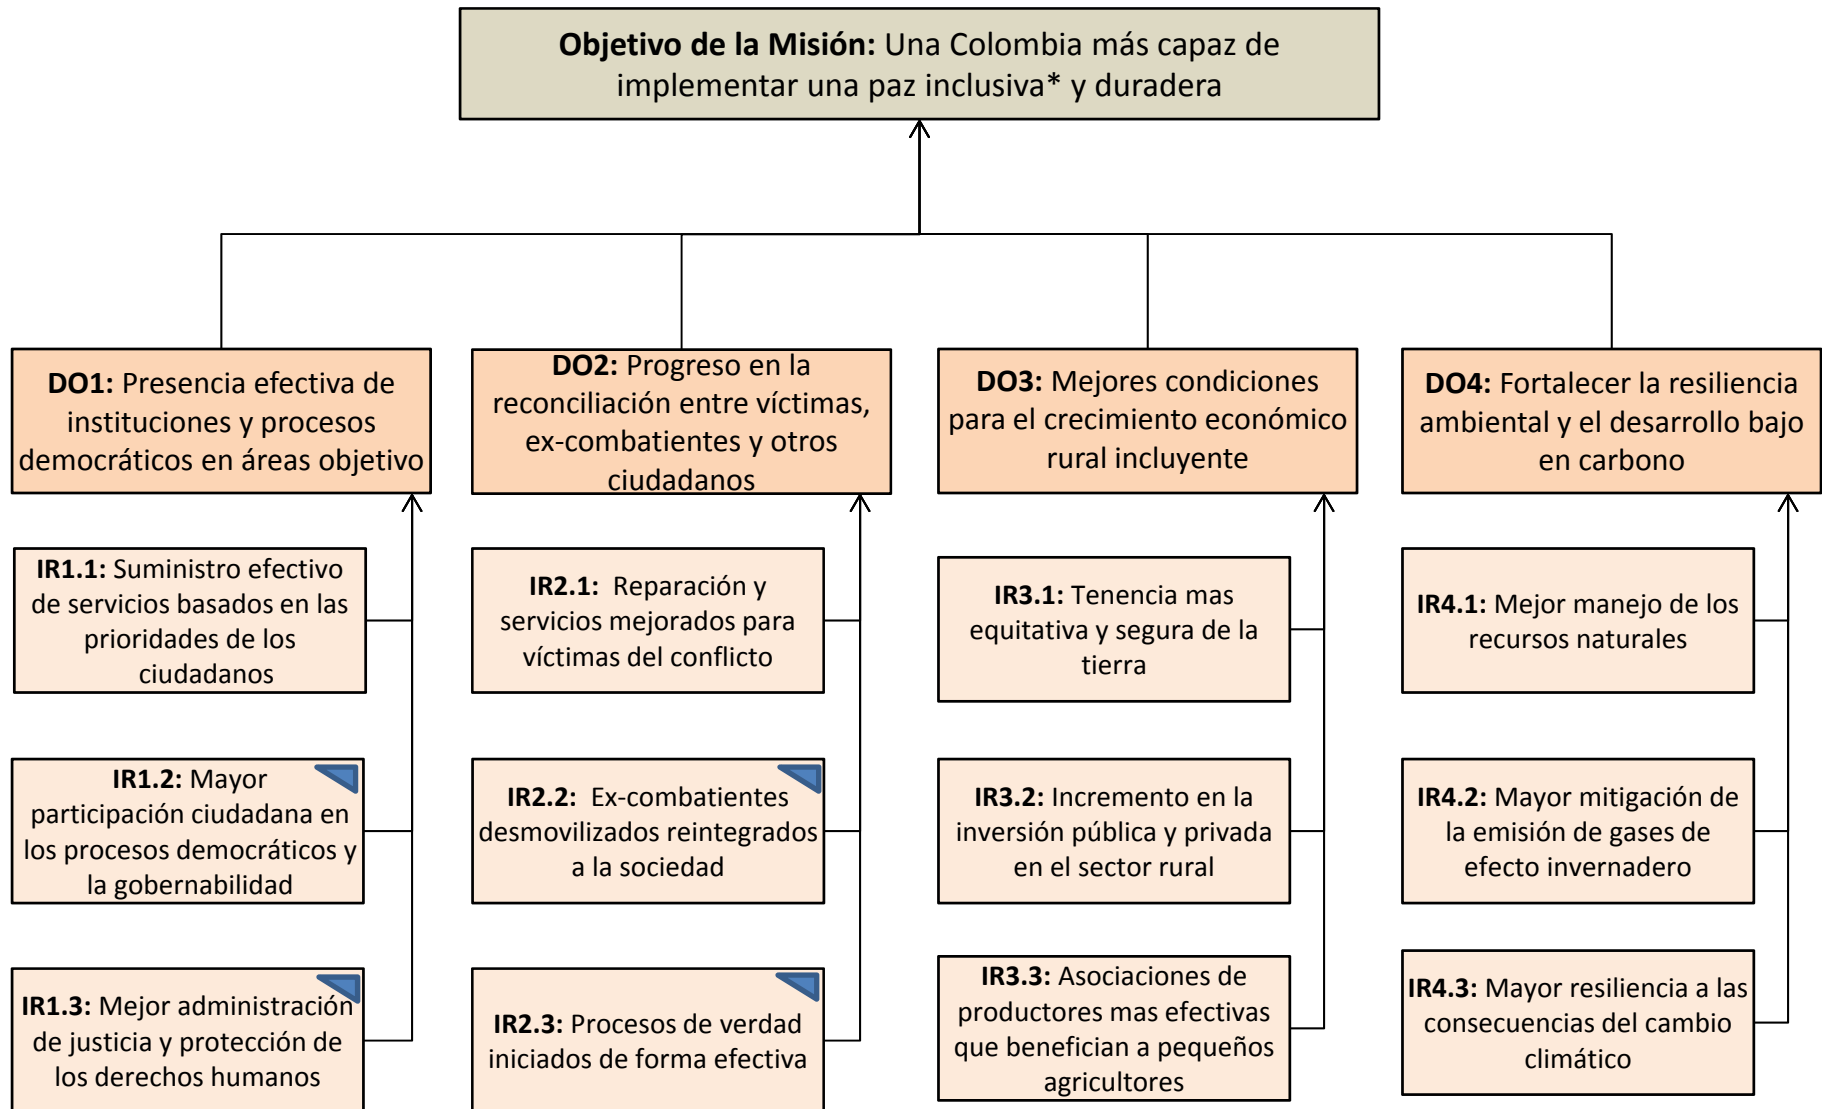 Objetivo de la Misión: Una Colombia más capaz de
implementar una paz inclusiva* y duradera
DO1: Presencia efectiva de
instituciones y procesos
democráticos en áreas objetivo
DO2: Progreso en la
reconciliación entre víctimas,
ex-combatientes y otros
ciudadanos
DO3: Mejores condiciones
para el crecimiento económico
rural incluyente
DO4: Fortalecer la resiliencia
ambiental y el desarrollo bajo
en carbono
IR1.1: Suministro efectivo
de servicios basados en las
prioridades de los
ciudadanos
IR2.1: Reparación y
servicios mejorados para
víctimas del conflicto
IR3.1: Tenencia mas
equitativa y segura de la
tierra
IR4.1: Mejor manejo de los
recursos naturales
IR1.2: Mayor
participación ciudadana en
los procesos democráticos y
la gobernabilidad
IR2.2: Ex-combatientes
desmovilizados reintegrados
a la sociedad
IR3.2: Incremento en la
inversión pública y privada
en el sector rural
IR4.2: Mayor mitigación de
la emisión de gases de
efecto invernadero
IR1.3: Mejor administración
de justicia y protección de
los derechos humanos
IR2.3: Procesos de verdad
iniciados de forma efectiva
IR3.3: Asociaciones de
productores mas efectivas
que benefician a pequeños
agricultores
IR4.3: Mayor resiliencia a las
consecuencias del cambio
climático